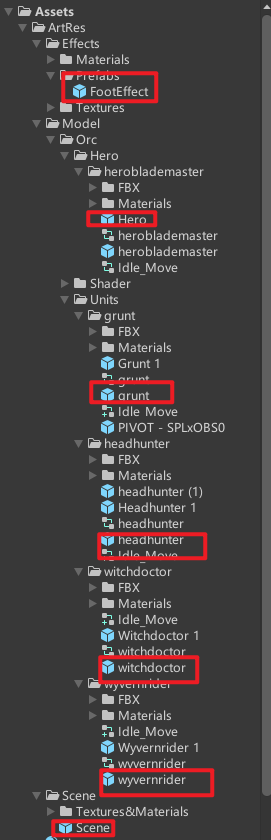 Assets
ArtRes
Effects
Materials
Prefabs
FootEffect
Textures
Model
Orc
Hero
heroblademaster
FBX
Materials
Hero
heroblademaster
heroblademaster
Idle_Move
Shader
Units
grunt
FBX
Materials
Grunt 1
grunt
grunt
Idle_Move
PIVOT - SPLxOBS0
headhunter
FBX
Materials
headhunter (1)
Headhunter 1
headhunter
headhunter
Idle_Move
witchdoctor
FBX
Materials
Idle_Move
Witchdoctor 1
witchdoctor
witchdoctor
wyvernrider
FBX
Materials
Idle_Move
Wyvernrider 1
wyvernrider
wyvernrider
Scene
Textures&Materials
Scene